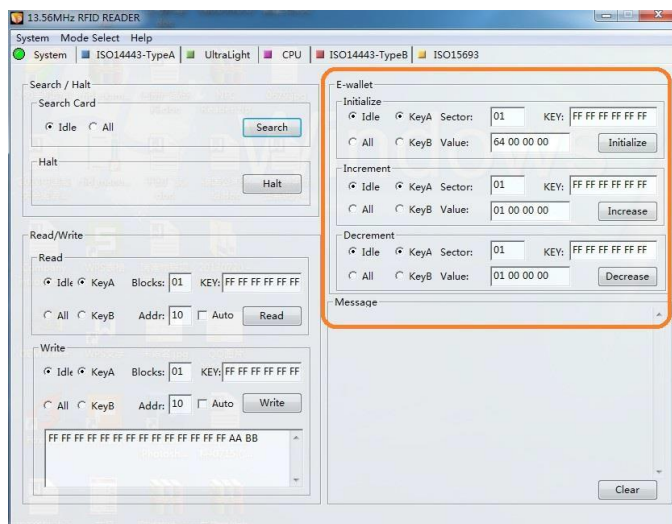 13.56MHz RFID READER
System Mode Select Help
System ISO14443-TypeA UltraLight CPU ISO14443-TypeB ISO15693
Search / Halt
Search Card
Idle All Search
Halt
Halt
Read/Write
Read
Idle KeyA Blocks: 01 KEY: FF FF FF FF FF FF
All KeyB Addr: 10 Auto Read
Write
Idle KeyA Blocks: 01 KEY: FF FF FF FF FF FF
All KeyB Addr: 10 Auto Write
FF FF FF FF FF FF FF FF FF FF FF FF FF FF AA BB
E-wallet
Initialize
Idle KeyA Sector: 01 KEY: FF FF FF FF FF FF
All KeyB Value: 64 00 00 00 Initialize
Increment
Idle KeyA Sector: 01 KEY: FF FF FF FF FF FF
All KeyB Value: 01 00 00 00 Increase
Decrement
Idle KeyA Sector: 01 KEY: FF FF FF FF FF FF
All KeyB Value: 01 00 00 00 Decrease
Message
Clear